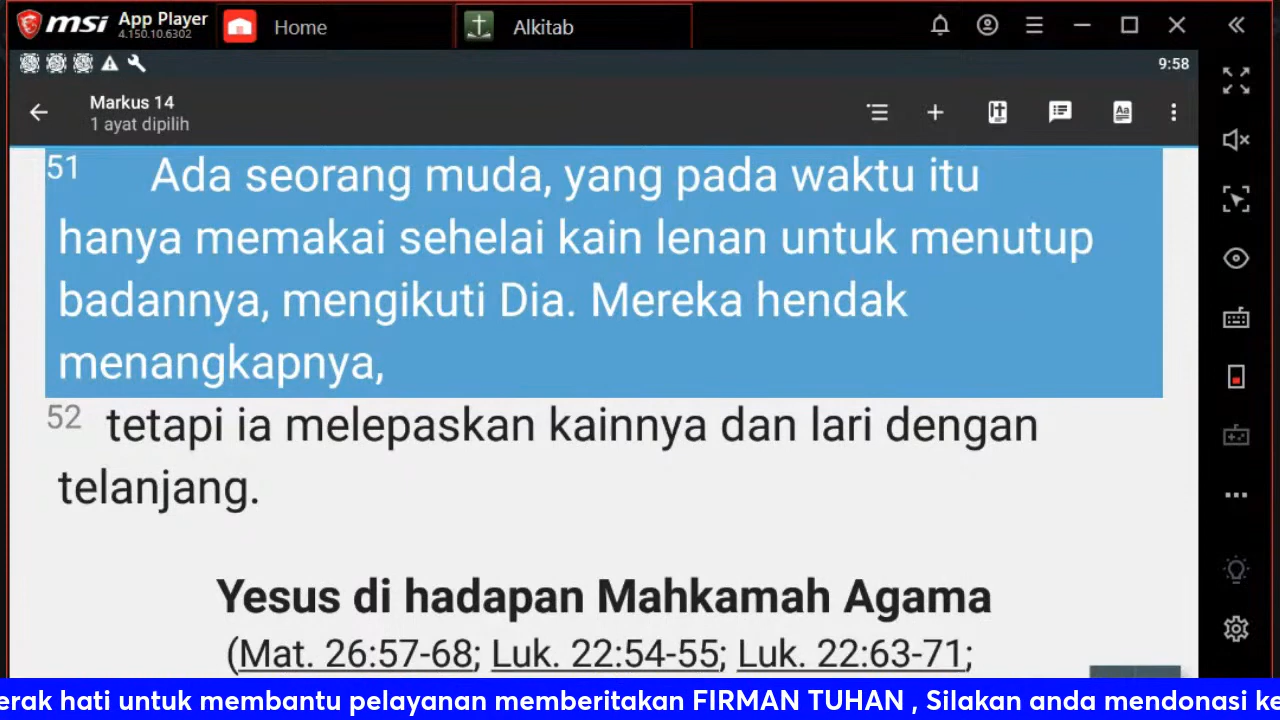 msi App Player
4.150.10.6302
Home
Alkitab
9:58
Markus 14
1 ayat dipilih
51 Ada seorang muda, yang pada waktu itu
hanya memakai sehelai kain lenan untuk menutup
badannya, mengikuti Dia. Mereka hendak
menangkapnya,
52 tetapi ia melepaskan kainnya dan lari dengan
telanjang.
Yesus di hadapan Mahkamah Agama
(Mat. 26:57-68; Luk. 22:54-55; Luk. 22:63-71;
erak hati untuk membantu pelayanan memberitakan FIRMAN TUHAN , Silakan anda mendonasi ke